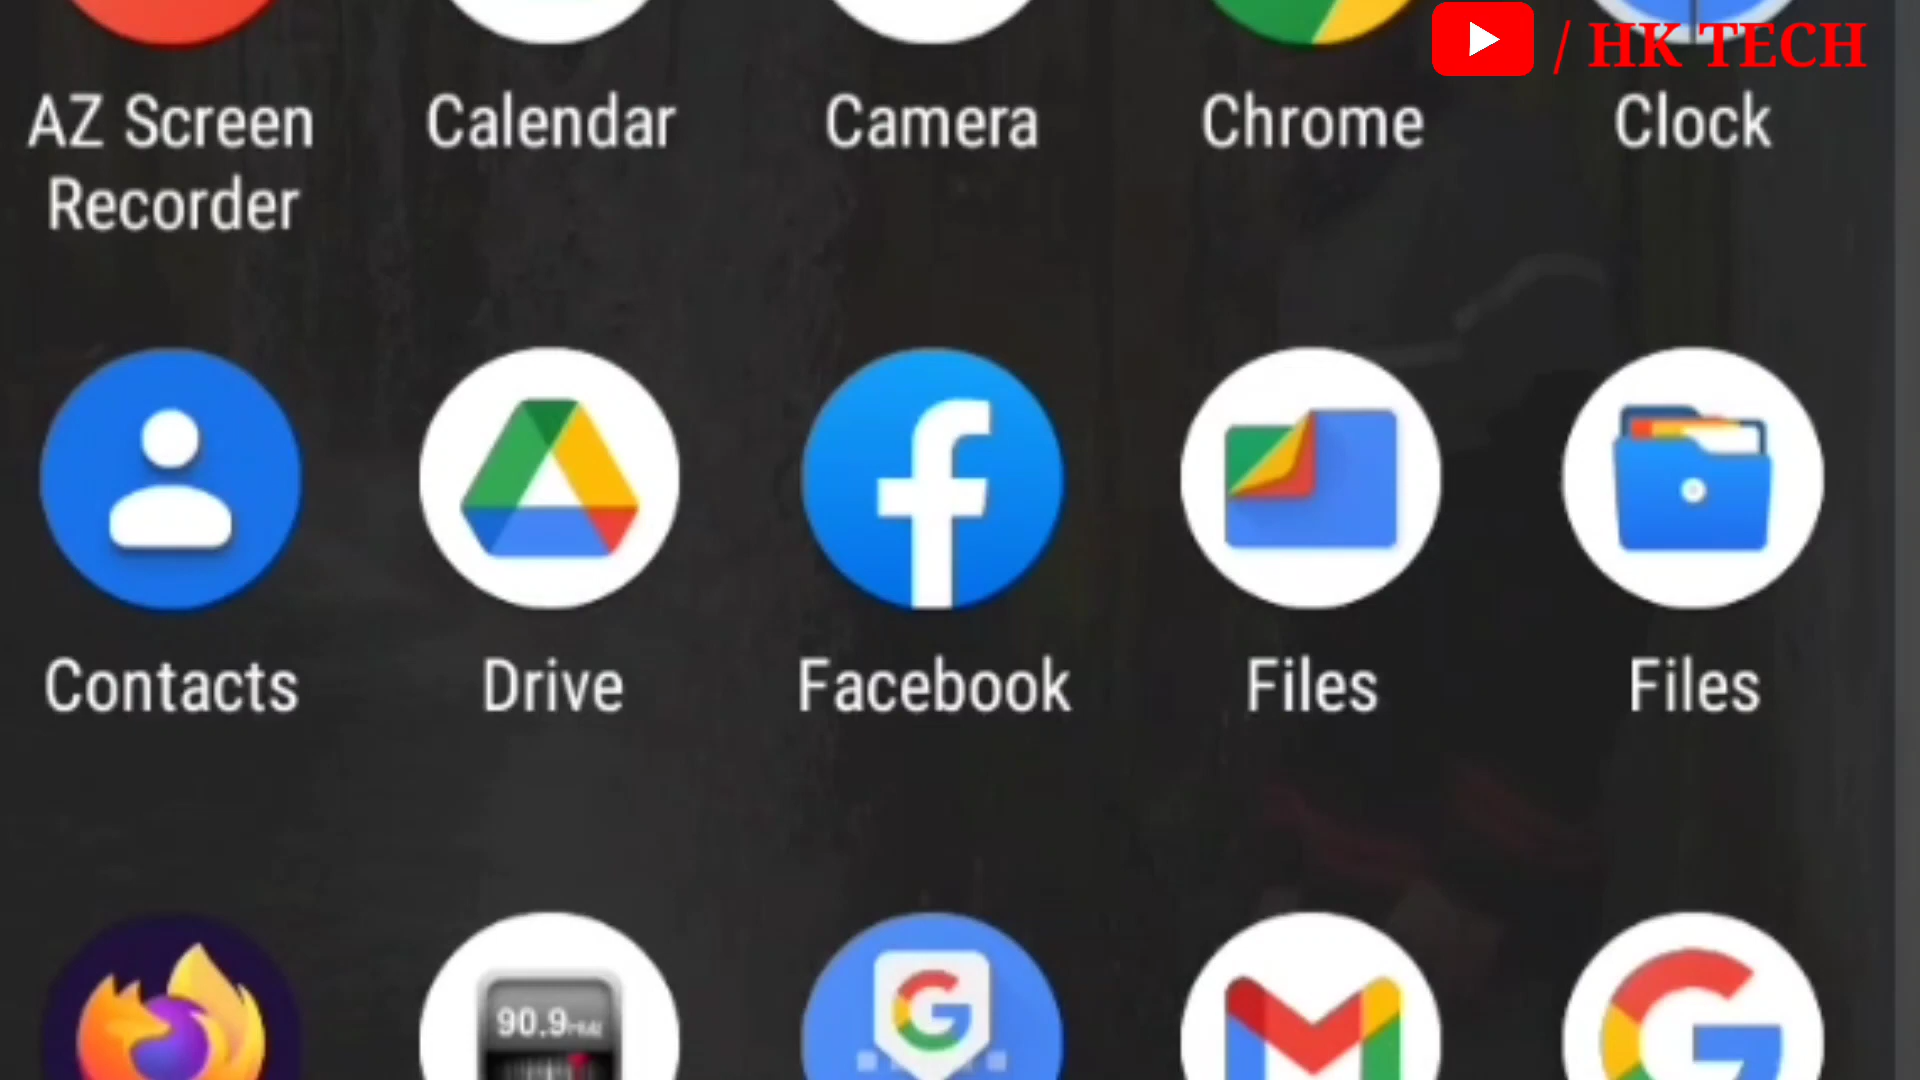 / HK TECH
AZ Screen
Recorder
Calendar
Camera
Chrome
Clock
Contacts
Drive
Facebook
Files
Files
90.9